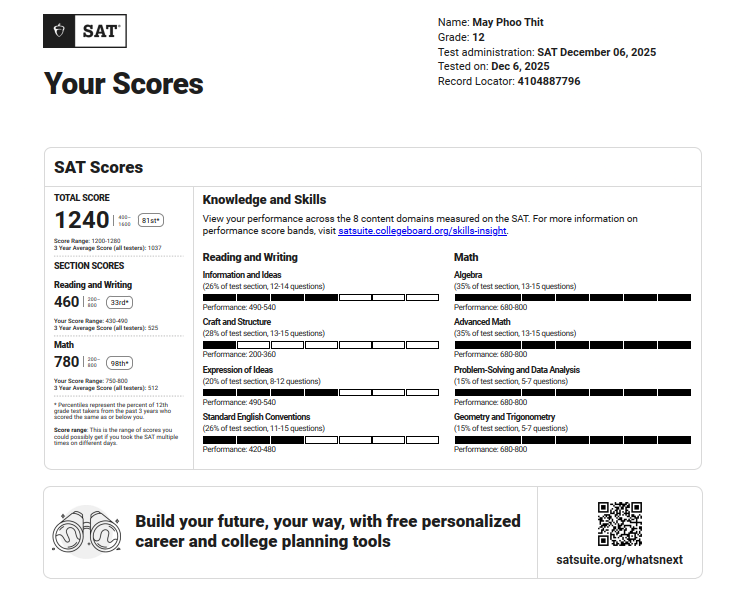 SAT
Your Scores
Name: May Phoo Thit
Grade: 12
Test administration: SAT December 06, 2025
Tested on: Dec 6, 2025
Record Locator: 4104887796
SAT Scores
TOTAL SCORE
1240 400–1600 81st*
Score Range: 1200-1280
3 Year Average Score (all testers): 1037
SECTION SCORES
Reading and Writing
460 200–800 33rd*
Your Score Range: 430-490
3 Year Average Score (all testers): 525
Math
780 200–800 98th*
Your Score Range: 750-800
3 Year Average Score (all testers): 512
* Percentiles represent the percent of 12th
grade test takers from the past 3 years who
scored the same as or below you.
Score range: This is the range of scores you
could possibly get if you took the SAT multiple
times on different days.
Knowledge and Skills
View your performance across the 8 content domains measured on the SAT. For more information on
performance score bands, visit satsuite.collegeboard.org/skills-insight.
Reading and Writing
Information and Ideas
(26% of test section, 12-14 questions)
Performance: 490-540
Craft and Structure
(28% of test section, 13-15 questions)
Performance: 200-360
Expression of Ideas
(20% of test section, 8-12 questions)
Performance: 490-540
Standard English Conventions
(26% of test section, 11-15 questions)
Performance: 420-480
Math
Algebra
(35% of test section, 13-15 questions)
Performance: 680-800
Advanced Math
(35% of test section, 13-15 questions)
Performance: 680-800
Problem-Solving and Data Analysis
(15% of test section, 5-7 questions)
Performance: 680-800
Geometry and Trigonometry
(15% of test section, 5-7 questions)
Performance: 680-800
Build your future, your way, with free personalized
career and college planning tools
satsuite.org/whatsnext